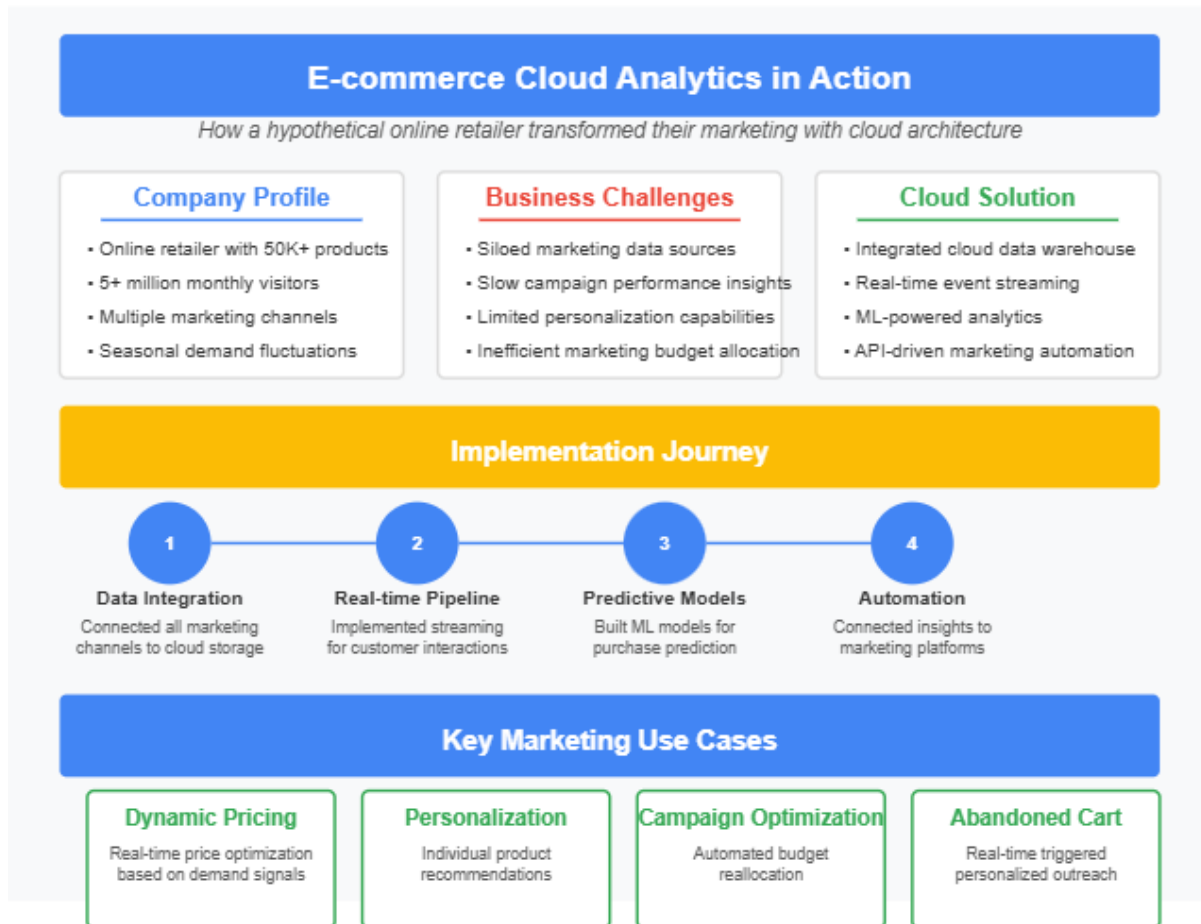 E-commerce Cloud Analytics in Action
How a hypothetical online retailer transformed their marketing with cloud architecture
Company Profile
▪ Online retailer with 50K+ products
▪ 5+ million monthly visitors
▪ Multiple marketing channels
▪ Seasonal demand fluctuations
Business Challenges
▪ Siloed marketing data sources
▪ Slow campaign performance insights
▪ Limited personalization capabilities
▪ Inefficient marketing budget allocation
Cloud Solution
▪ Integrated cloud data warehouse
▪ Real-time event streaming
▪ ML-powered analytics
▪ API-driven marketing automation
Implementation Journey
1
Data Integration
Connected all marketing
channels to cloud storage
2
Real-time Pipeline
Implemented streaming
for customer interactions
3
Predictive Models
Built ML models for
purchase prediction
4
Automation
Connected insights to
marketing platforms
Key Marketing Use Cases
Dynamic Pricing
Real-time price optimization
based on demand signals
Personalization
Individual product
recommendations
Campaign Optimization
Automated budget
reallocation
Abandoned Cart
Real-time triggered
personalized outreach